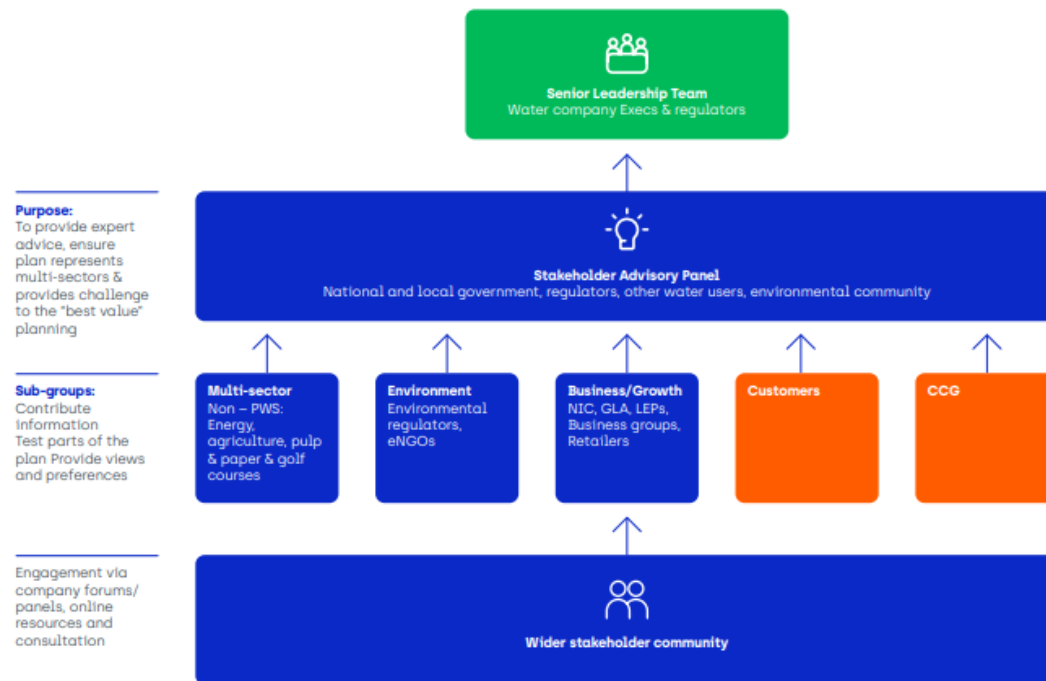 Senior Leadership Team
Water company Execs & regulators
Purpose:
To provide expert
advice, ensure
plan represents
multi-sectors &
provides challenge
to the "best value"
planning
Stakeholder Advisory Panel
National and local government, regulators, other water users, environmental community
Sub-groups:
Contribute
information
Test parts of the
plan Provide views
and preferences
Multi-sector
Non – PWS:
Energy,
agriculture, pulp
& paper & golf
courses
Environment
Environmental
regulators,
eNGOs
Business/Growth
NIC, GLA, LEPs,
Business groups,
Retailers
Customers
CCG
Engagement via
company forums/
panels, online
resources and
consultation
Wider stakeholder community